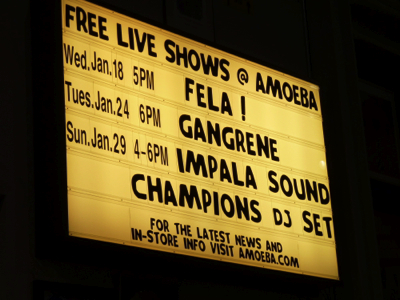 FREE LIVE SHOWS @ AMOEBA
Wed.Jan.18 5PM FELA !
Tues.Jan.24 6PM GANGRENE
Sun.Jan.29 4-6PM IMPALA SOUND
CHAMPIONS DJ SET
FOR THE LATEST NEWS AND
IN-STORE INFO VISIT AMOEBA.COM